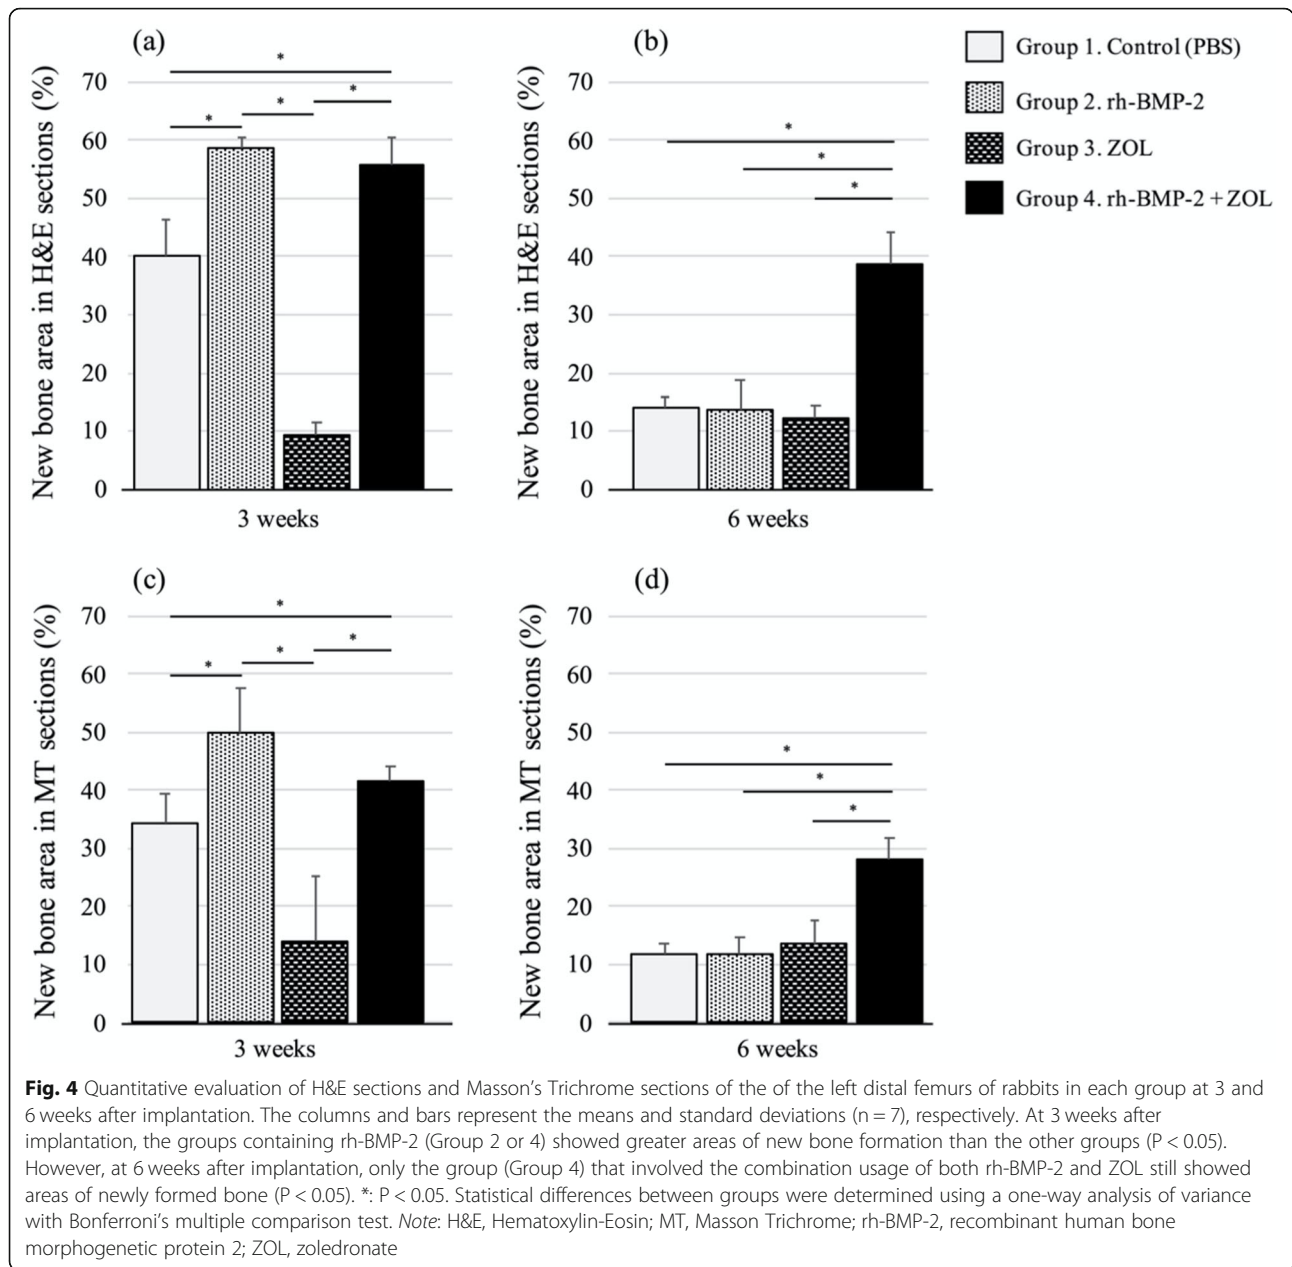 (a)
New bone area in H&E sections (%)
70
60
50
40
30
20
10
0
*
*
*
*
3 weeks
(b)
New bone area in H&E sections (%)
70
60
50
40
30
20
10
0
*
*
*
6 weeks
Group 1. Control (PBS)
Group 2. rh-BMP-2
Group 3. ZOL
Group 4. rh-BMP-2 + ZOL
(c)
New bone area in MT sections (%)
70
60
50
40
30
20
10
0
*
*
*
*
3 weeks
(d)
New bone area in MT sections (%)
70
60
50
40
30
20
10
0
*
*
*
6 weeks
Fig. 4 Quantitative evaluation of H&E sections and Masson's Trichrome sections of the of the left distal femurs of rabbits in each group at 3 and
6 weeks after implantation. The columns and bars represent the means and standard deviations (n = 7), respectively. At 3 weeks after
implantation, the groups containing rh-BMP-2 (Group 2 or 4) showed greater areas of new bone formation than the other groups (P < 0.05).
However, at 6 weeks after implantation, only the group (Group 4) that involved the combination usage of both rh-BMP-2 and ZOL still showed
areas of newly formed bone (P < 0.05). *: P < 0.05. Statistical differences between groups were determined using a one-way analysis of variance
with Bonferroni's multiple comparison test. Note: H&E, Hematoxylin-Eosin; MT, Masson Trichrome; rh-BMP-2, recombinant human bone
morphogenetic protein 2; ZOL, zoledronate